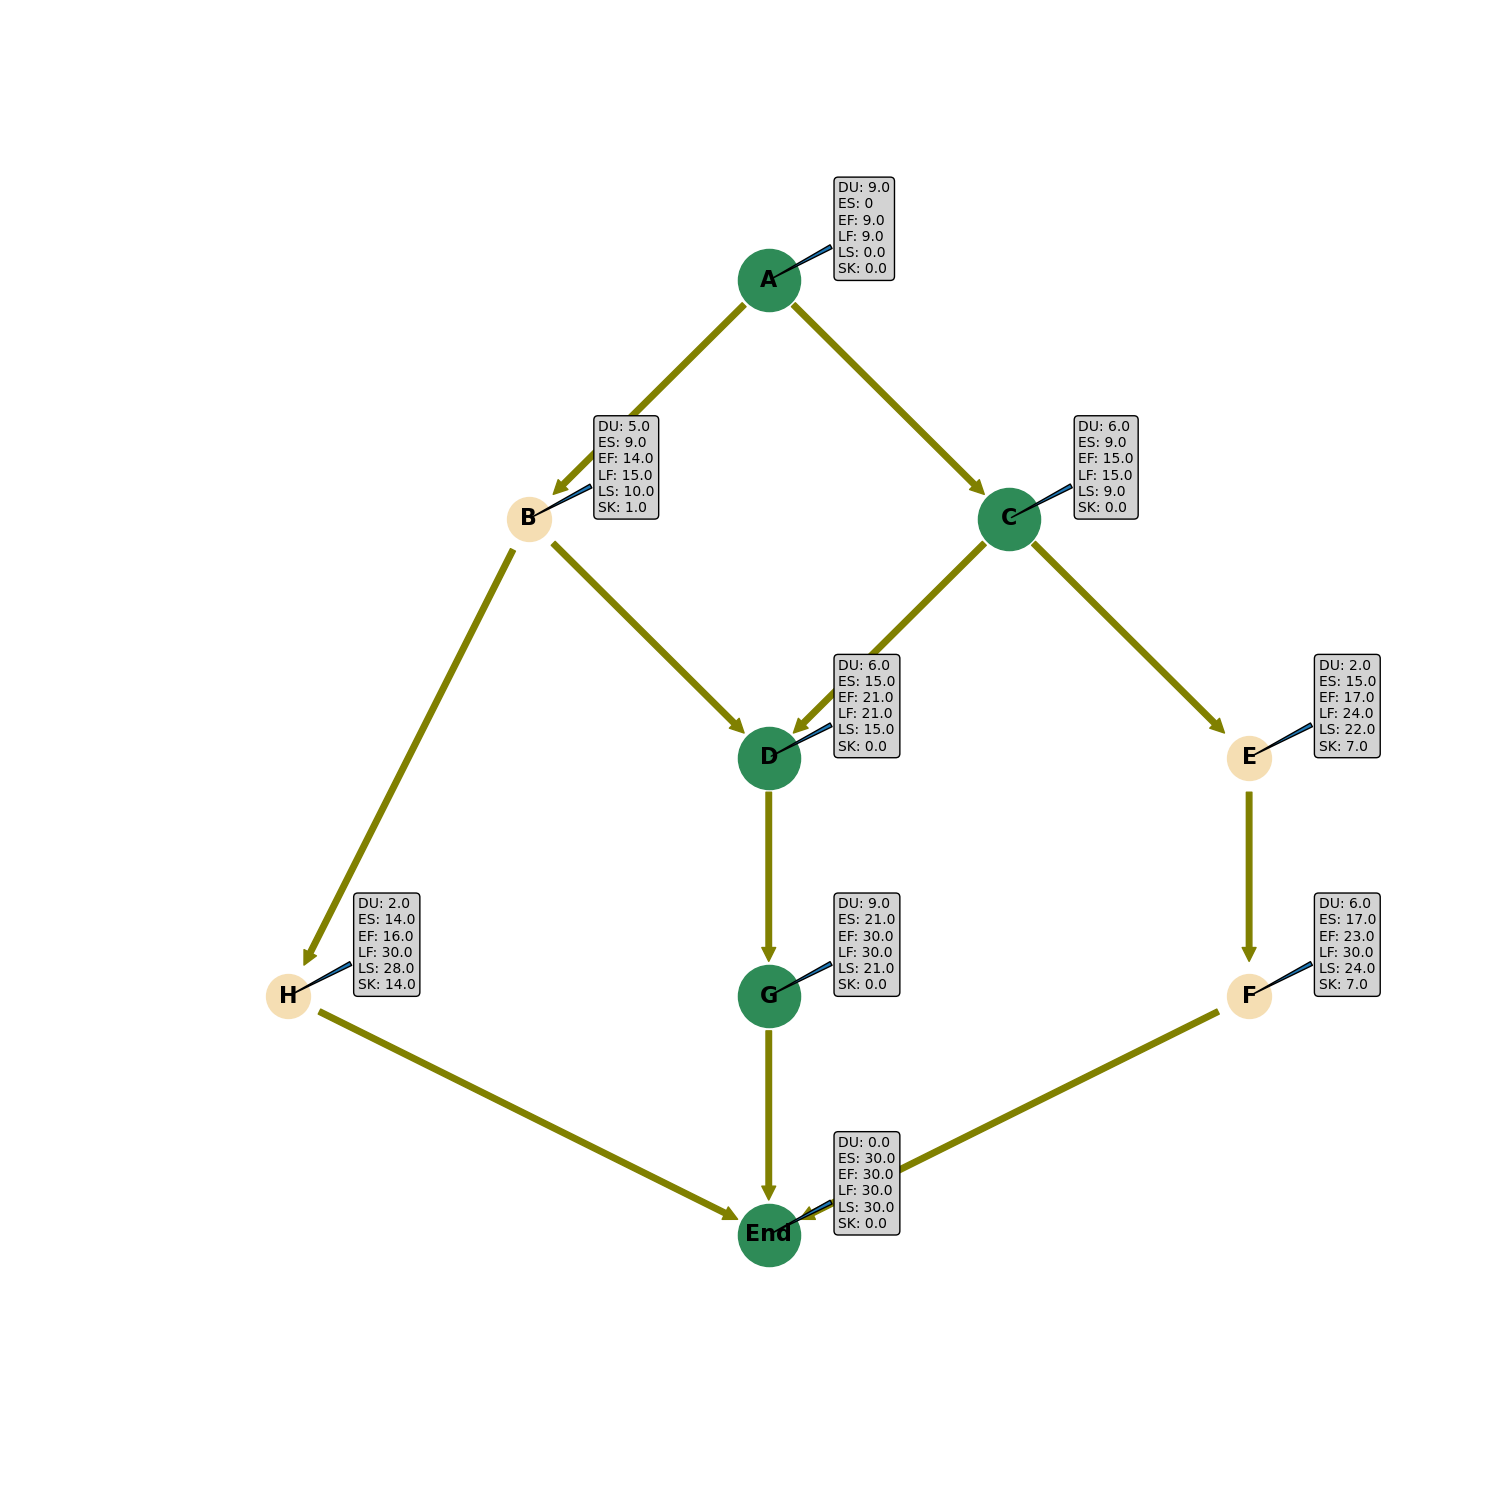 DU: 9.0
ES: 0
EF: 9.0
LF: 9.0
LS: 0.0
SK: 0.0
A
DU: 5.0
ES: 9.0
EF: 14.0
LF: 15.0
LS: 10.0
SK: 1.0
B
DU: 6.0
ES: 9.0
EF: 15.0
LF: 15.0
LS: 9.0
SK: 0.0
C
DU: 6.0
ES: 15.0
EF: 21.0
LF: 21.0
LS: 15.0
SK: 0.0
D
DU: 2.0
ES: 15.0
EF: 17.0
LF: 24.0
LS: 22.0
SK: 7.0
E
DU: 2.0
ES: 14.0
EF: 16.0
LF: 30.0
LS: 28.0
SK: 14.0
H
DU: 9.0
ES: 21.0
EF: 30.0
LF: 30.0
LS: 21.0
SK: 0.0
G
DU: 6.0
ES: 17.0
EF: 23.0
LF: 30.0
LS: 24.0
SK: 7.0
F
DU: 0.0
ES: 30.0
EF: 30.0
LF: 30.0
LS: 30.0
SK: 0.0
End